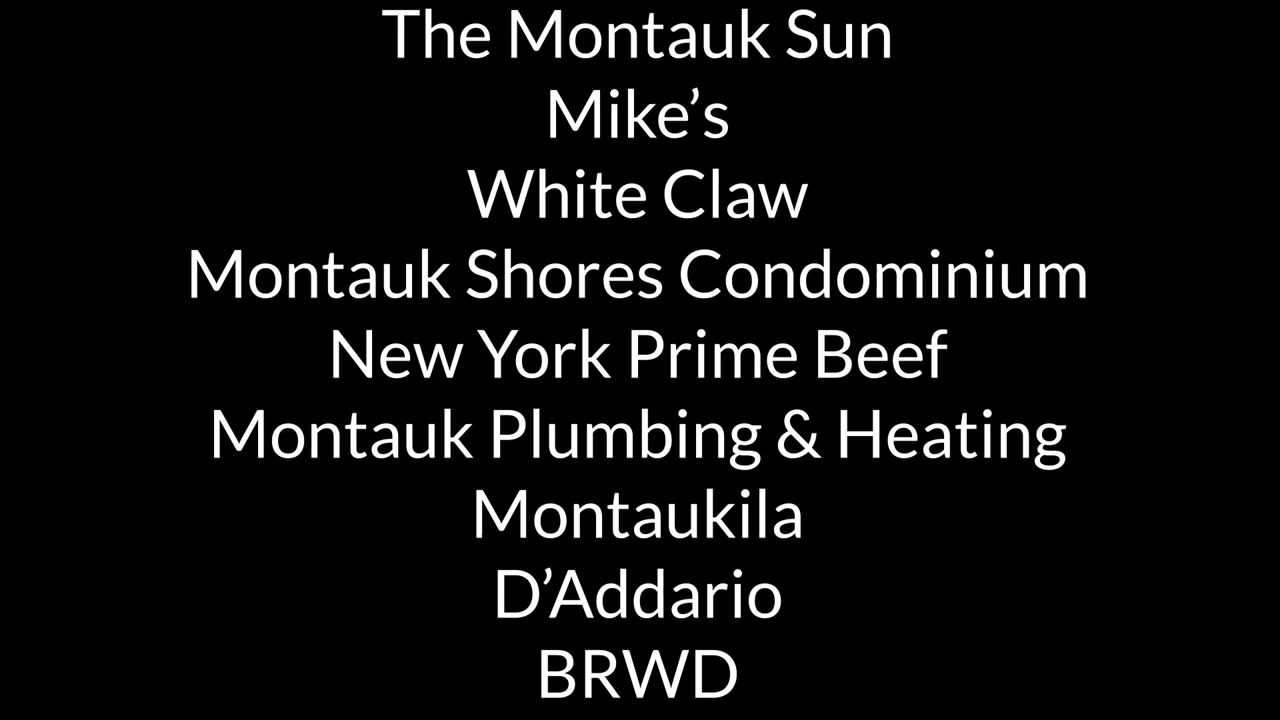 The Montauk Sun
Mike’s
White Claw
Montauk Shores Condominium
New York Prime Beef
Montauk Plumbing & Heating
Montaukila
D’Addario
BRWD